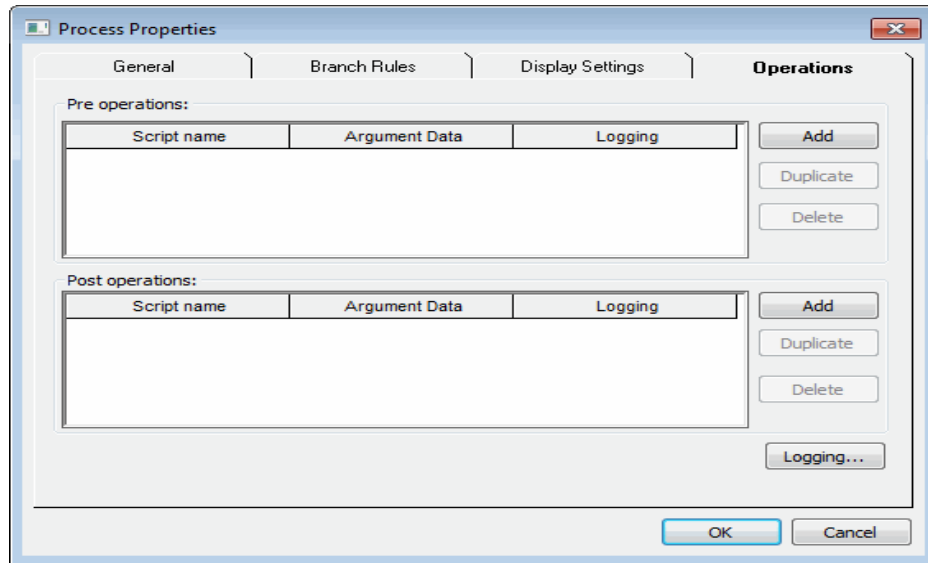 Process Properties
General Branch Rules Display Settings Operations
Pre operations:
Script name Argument Data Logging
Add
Duplicate
Delete
Post operations:
Script name Argument Data Logging
Add
Duplicate
Delete
Logging...
OK Cancel